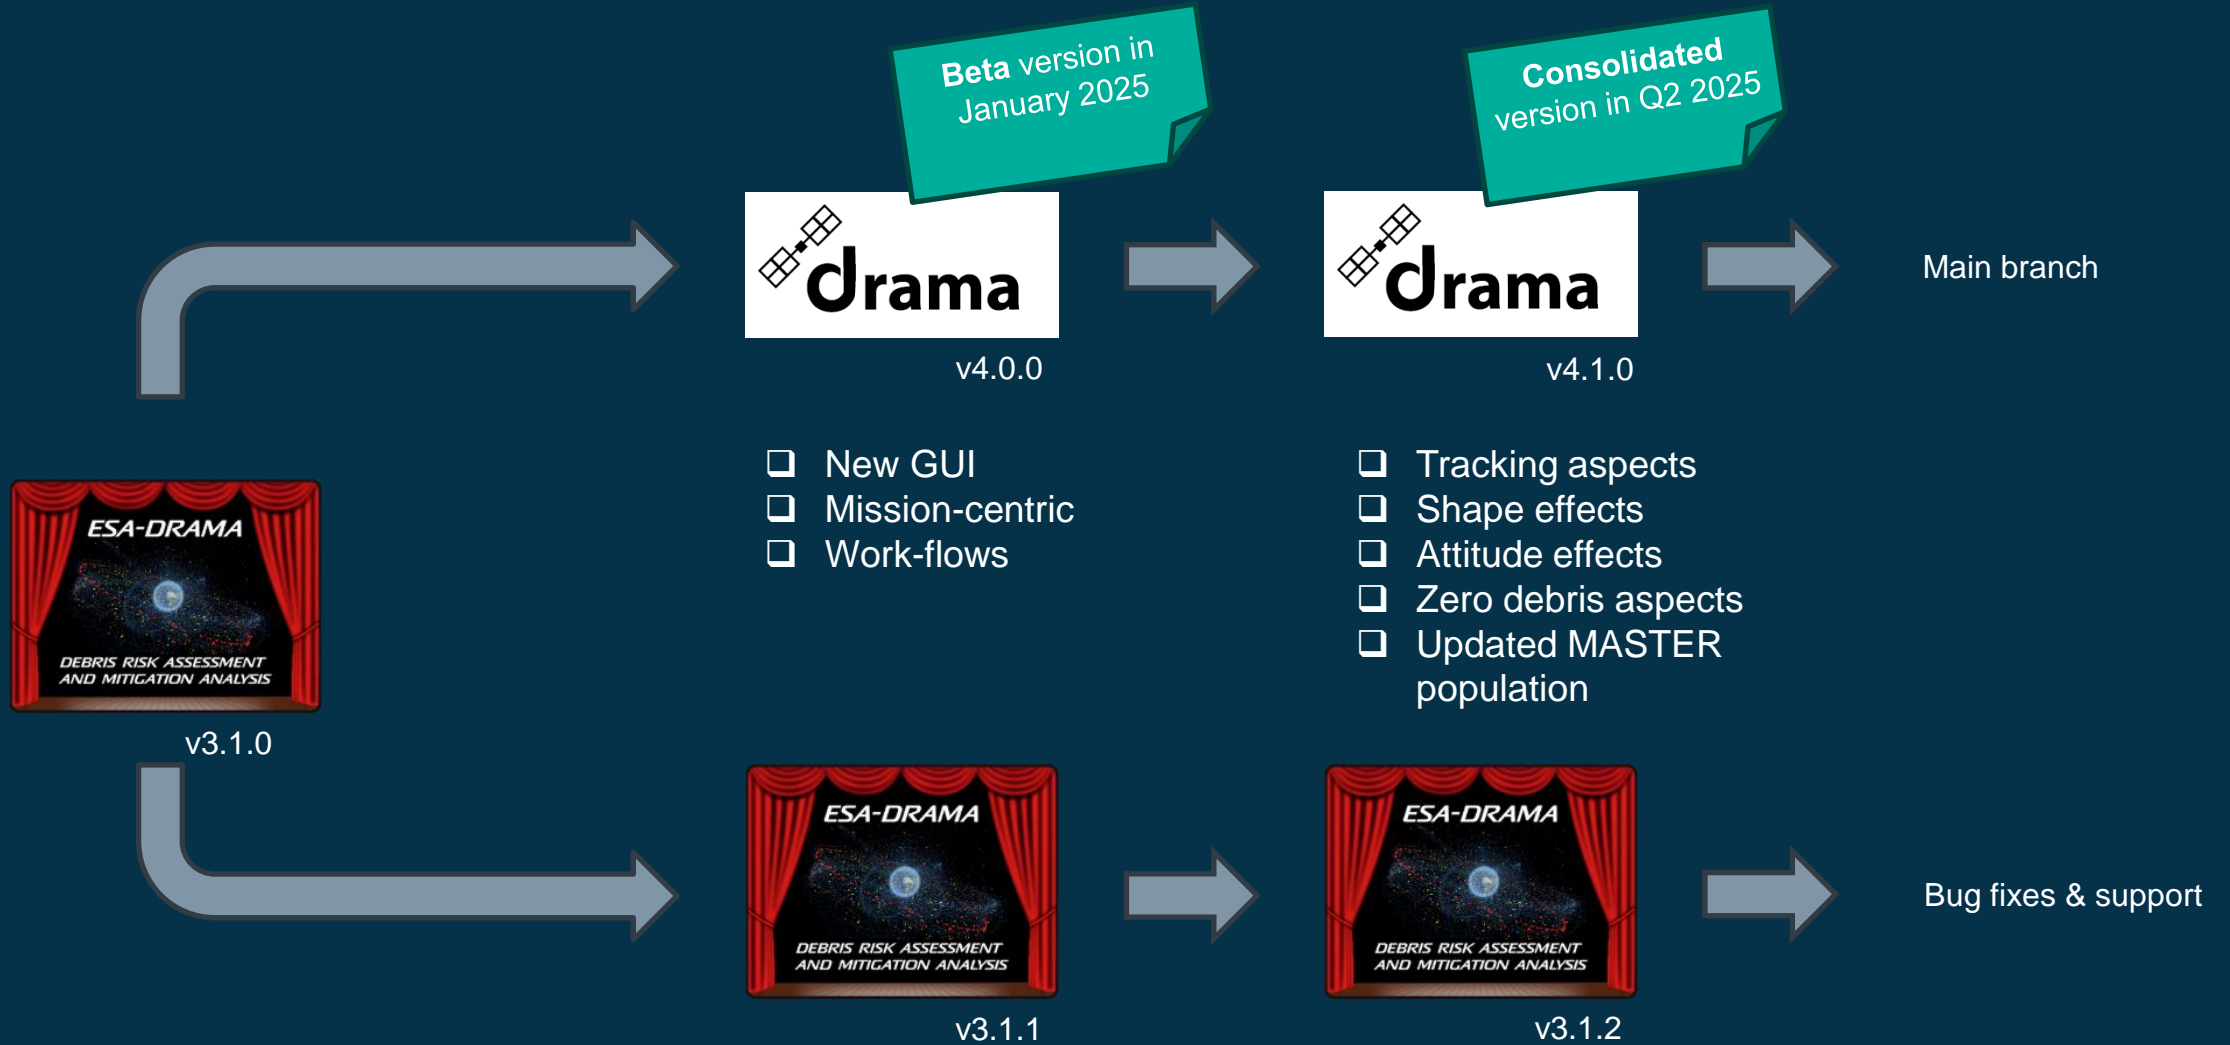 Beta version in
January 2025
Consolidated
version in Q2 2025
drama
drama
Main branch
v4.0.0
v4.1.0
❑ New GUI
❑ Mission-centric
❑ Work-flows
❑ Tracking aspects
❑ Shape effects
❑ Attitude effects
❑ Zero debris aspects
❑ Updated MASTER
population
ESA-DRAMA
DEBRIS RISK ASSESSMENT
AND MITIGATION ANALYSIS
v3.1.0
ESA-DRAMA
DEBRIS RISK ASSESSMENT
AND MITIGATION ANALYSIS
v3.1.1
ESA-DRAMA
DEBRIS RISK ASSESSMENT
AND MITIGATION ANALYSIS
v3.1.2
Bug fixes & support